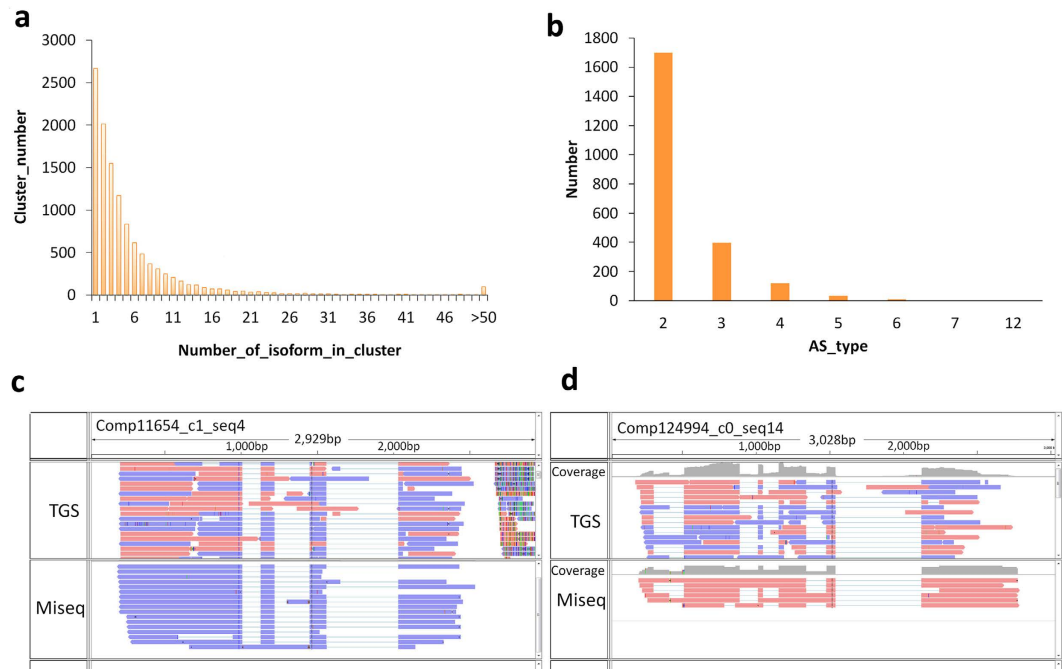 a
3000
2500
2000
1500
1000
500
0
Cluster_number
1 6 11 16 21 26 31 36 41 46 >50
Number_of_isoform_in_cluster
b
1800
1600
1400
1200
1000
800
600
400
200
0
Number
2 3 4 5 6 7 12
AS_type
c
Comp11654_c1_seq4
1,000bp 2,929bp 2,000bp
TGS
Miseq
d
Comp124994_c0_seq14
1,000bp 3,028bp 2,000bp
Coverage
TGS
Coverage
Miseq